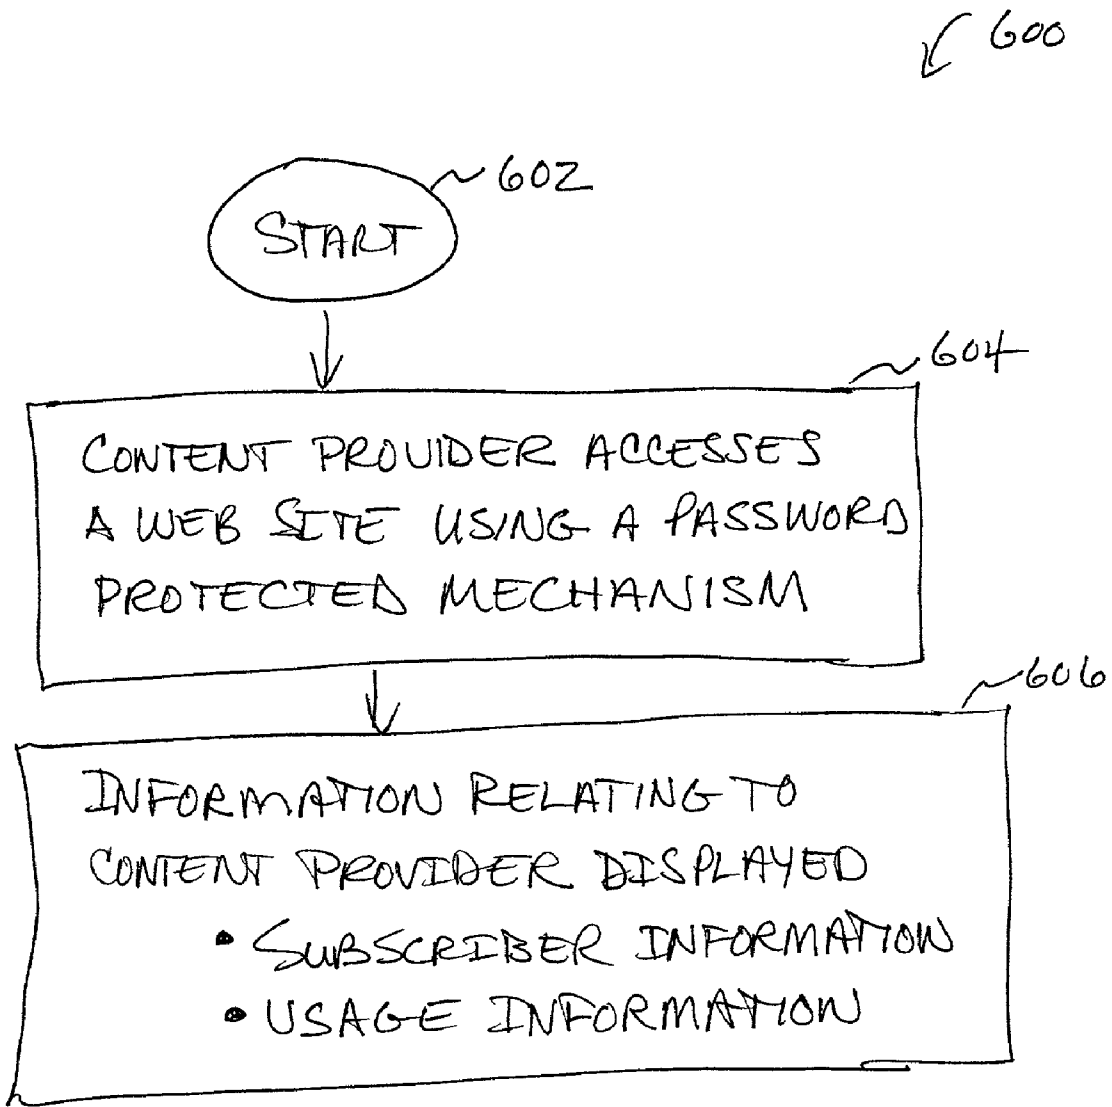 600
602
START
604
CONTENT PROVIDER ACCESSES
A WEB SITE USING A PASSWORD
PROTECTED MECHANISM
606
INFORMATION RELATING TO
CONTENT PROVIDER DISPLAYED
• SUBSCRIBER INFORMATION
• USAGE INFORMATION